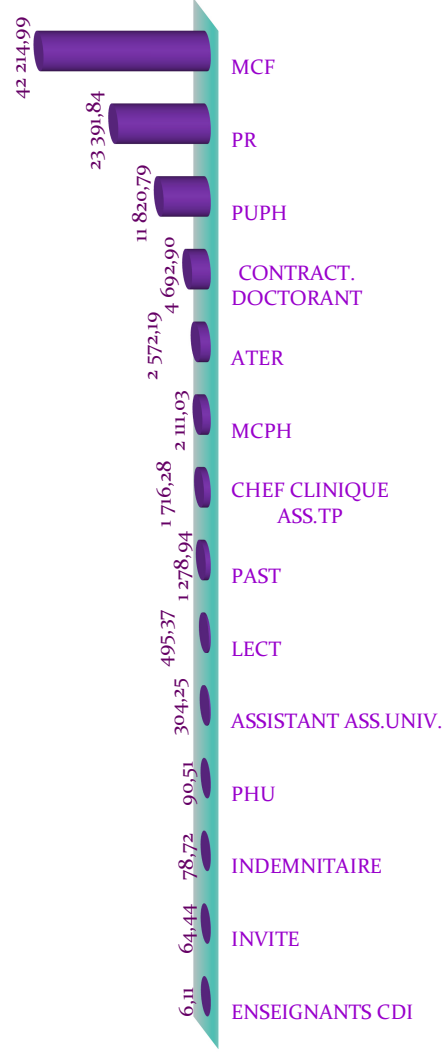 42 214,99
MCF
23 391,84
PR
11 820,79
PUPH
4 692,90
CONTRACT.
DOCTORANT
2 572,19
ATER
2 111,03
MCPH
1 716,28
CHEF CLINIQUE
ASS.TP
1 278,94
PAST
495,37
LECT
304,25
ASSISTANT ASS.UNIV.
90,51
PHU
78,72
INDEMNITAIRE
64,44
INVITE
6,11
ENSEIGNANTS CDI